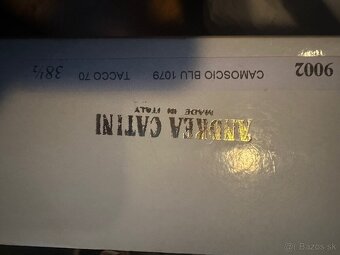 9002
CAMOSCIO BLU 1079 TACCO 70 38½
ANDREA CATINI
MADE IN ITALY
© Bazos.sk